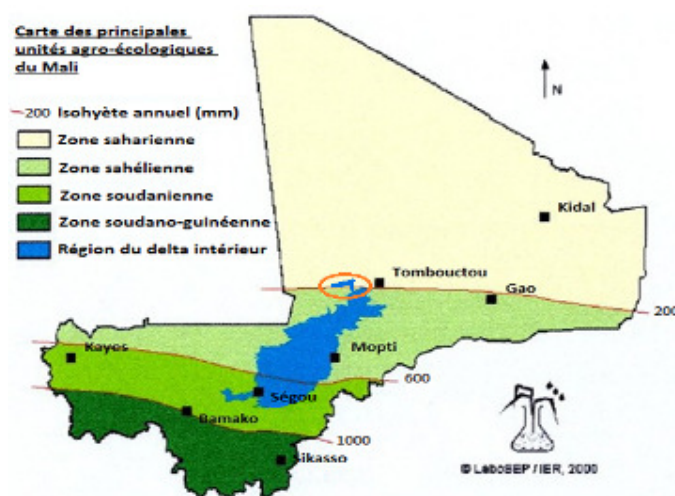 Carte des principales
unités agro-écologiques
du Mali
200 Isohyète annuel (mm)
Zone saharienne
Zone sahélienne
Zone soudanienne
Zone soudano-guinéenne
Région du delta intérieur
N
Kidal
Tombouctou
Gao
200
Kayes
Mopti
600
Ségou
Bamako
1000
Sikasso
© LaboSEP / IER, 2000